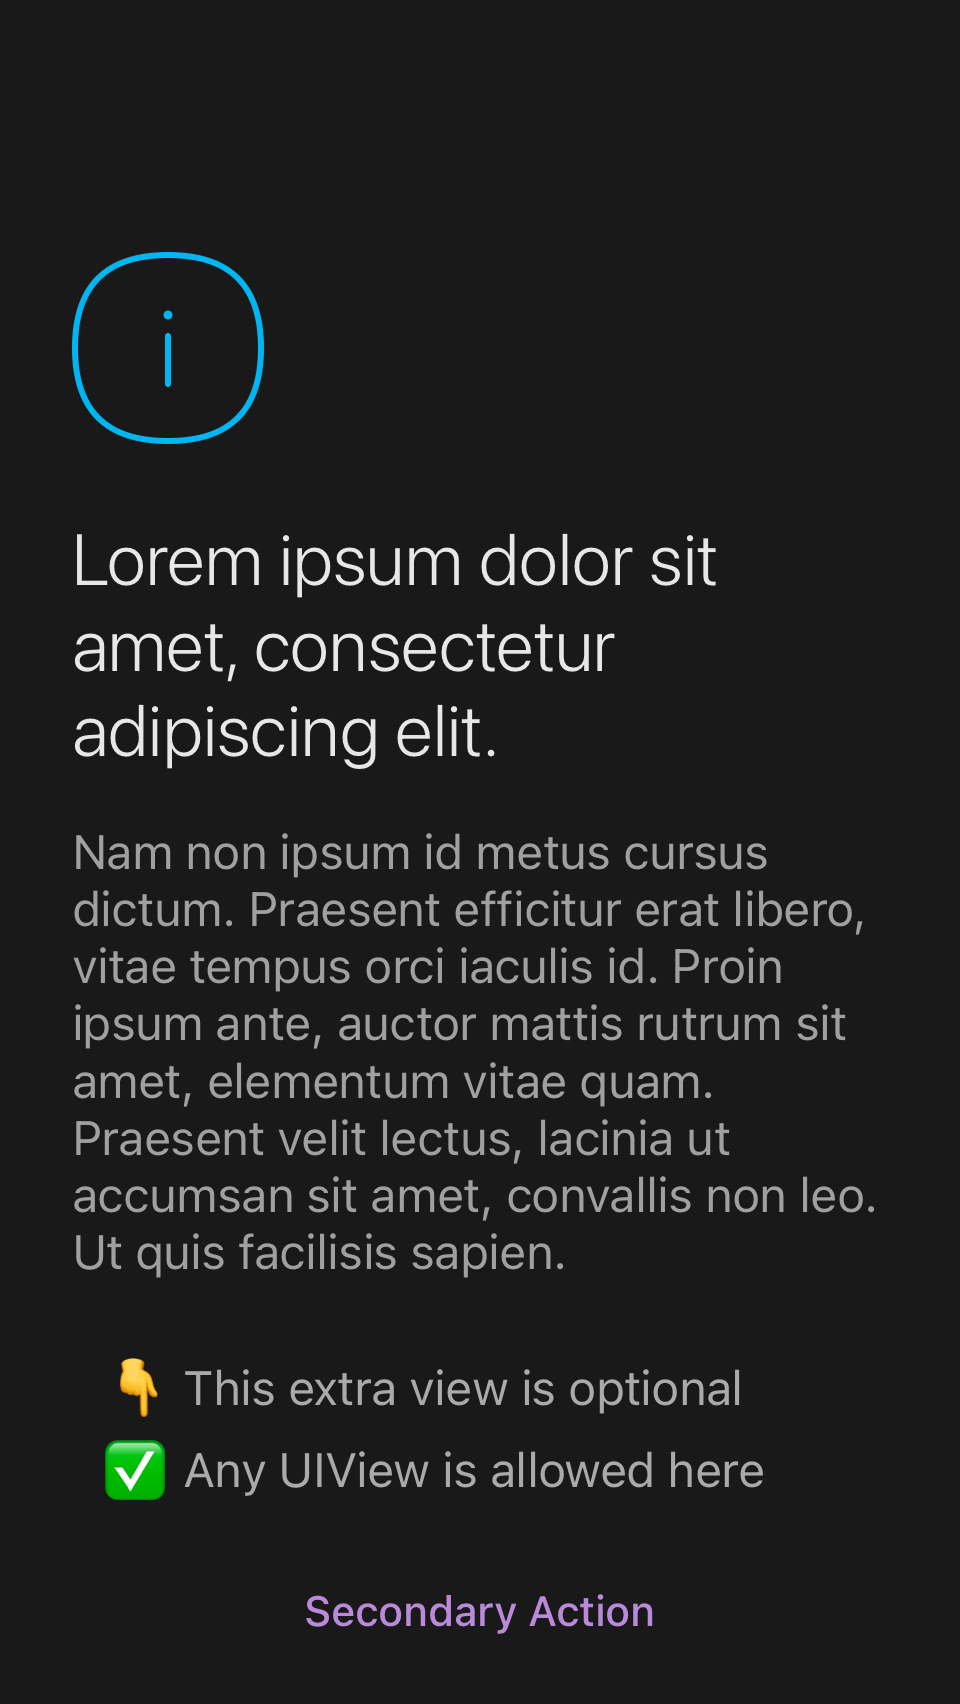 Lorem ipsum dolor sit
amet, consectetur
adipiscing elit.
Nam non ipsum id metus cursus
dictum. Praesent efficitur erat libero,
vitae tempus orci iaculis id. Proin
ipsum ante, auctor mattis rutrum sit
amet, elementum vitae quam.
Praesent velit lectus, lacinia ut
accumsan sit amet, convallis non leo.
Ut quis facilisis sapien.
👇 This extra view is optional
✅ Any UIView is allowed here
Secondary Action